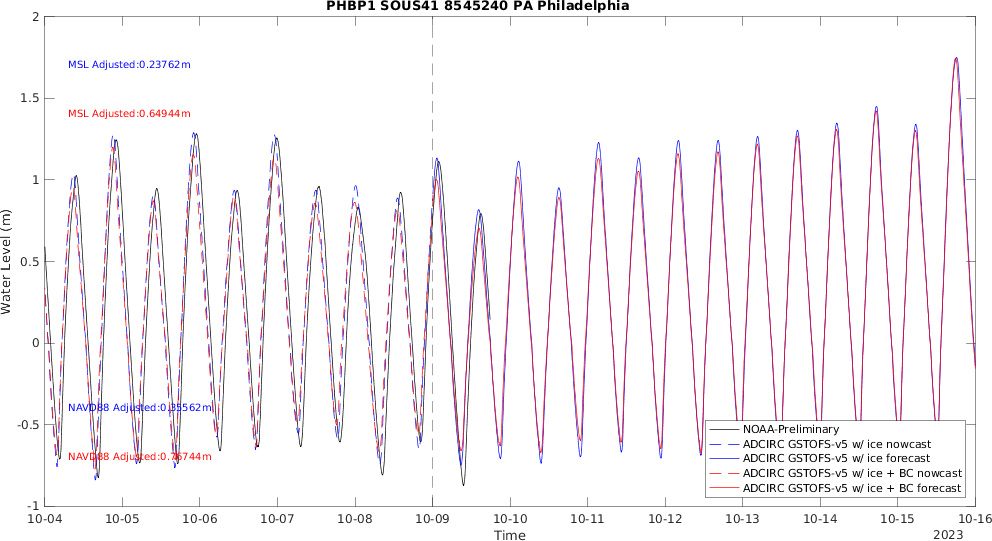 PHBP1 SOUS41 8545240 PA Philadelphia
2
1.5
1
0.5
0
-0.5
-1
Water Level (m)
MSL Adjusted:0.23762m
MSL Adjusted:0.64944m
NAVD88 Adjusted:0.35562m
NAVD88 Adjusted:0.76744m
NOAA-Preliminary
ADCIRC GSTOFS-v5 w/ ice nowcast
ADCIRC GSTOFS-v5 w/ ice forecast
ADCIRC GSTOFS-v5 w/ ice + BC nowcast
ADCIRC GSTOFS-v5 w/ ice + BC forecast
10-04 10-05 10-06 10-07 10-08 10-09 10-10 10-11 10-12 10-13 10-14 10-15 10-16
Time
2023